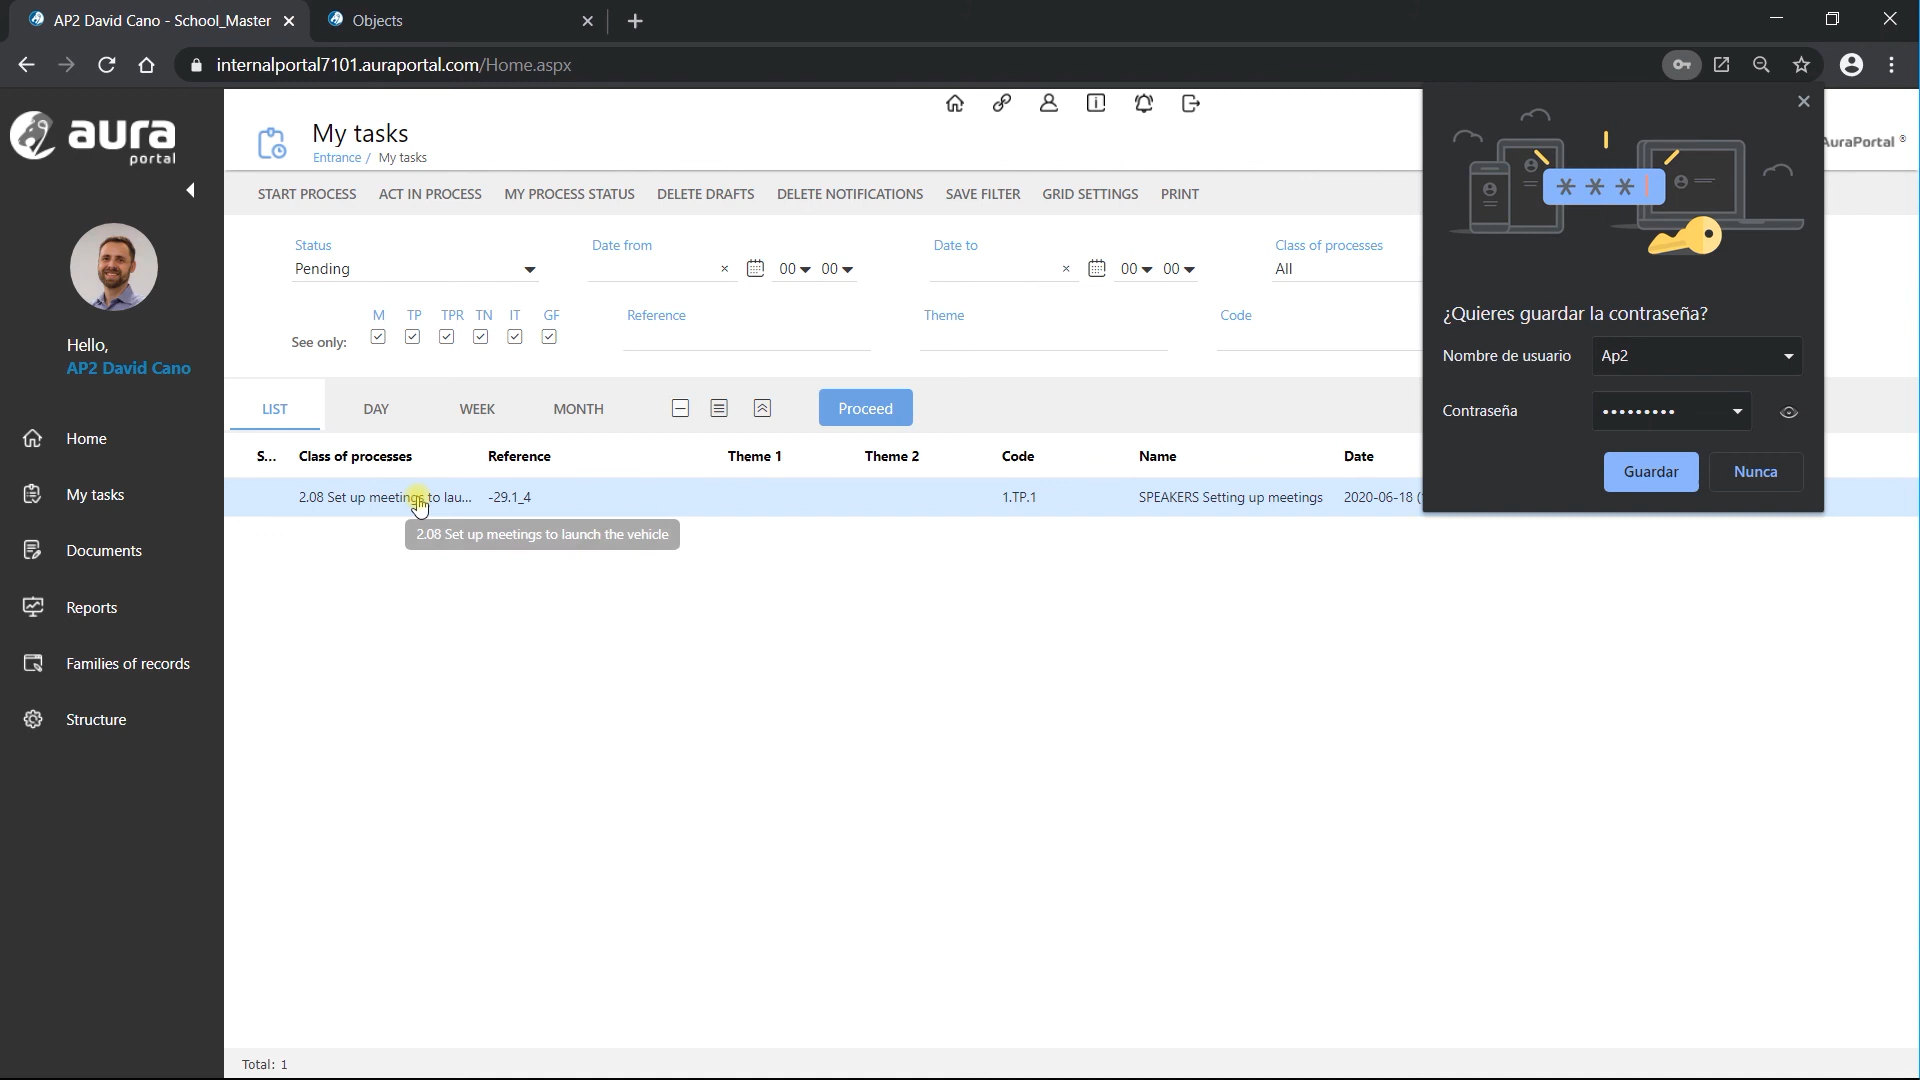 AP2 David Cano - School_Master
Objects
internalportal7101.auraportal.com/Home.aspx
aura
portal
My tasks
Entrance / My tasks
AuraPortal ®
START PROCESS ACT IN PROCESS MY PROCESS STATUS DELETE DRAFTS DELETE NOTIFICATIONS SAVE FILTER GRID SETTINGS PRINT
Status Date from Date to Class of processes
Pending 00 00 00 00 All
See only: M TP TPR TN IT GF Reference Theme Code
LIST DAY WEEK MONTH Proceed
S... Class of processes Reference Theme 1 Theme 2 Code Name Date
2.08 Set up meetings to lau... -29.1_4 1.TP.1 SPEAKERS Setting up meetings 2020-06-18 (
2.08 Set up meetings to launch the vehicle
Hello,
AP2 David Cano
Home
My tasks
Documents
Reports
Families of records
Structure
* * *
¿Quieres guardar la contraseña?
Nombre de usuario Ap2
Contraseña •••••••••
Guardar Nunca
Total: 1